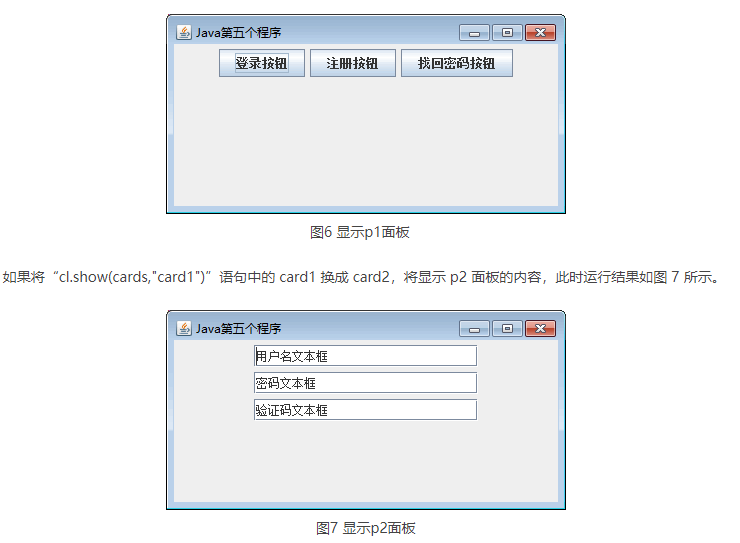 Java第五个程序
登录按钮 注册按钮 找回密码按钮
图6 显示p1面板
如果将“cl.show(cards,"card1")”语句中的 card1 换成 card2，将显示 p2 面板的内容，此时运行结果如图 7 所示。
Java第五个程序
用户名文本框
密码文本框
验证码文本框
图7 显示p2面板